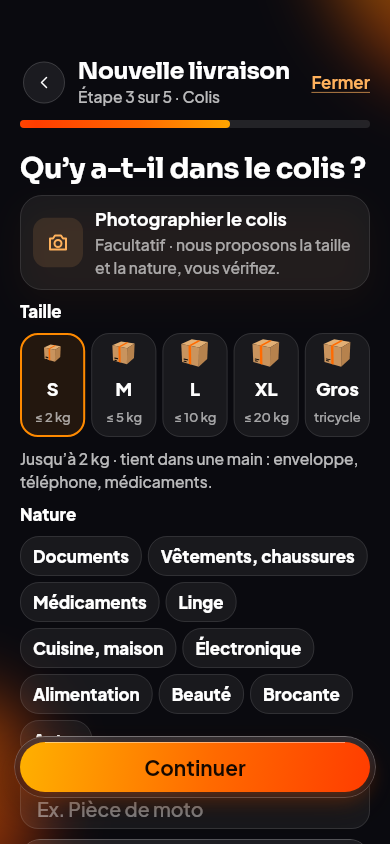 Nouvelle livraison
Fermer
Étape 3 sur 5 · Colis
Qu’y a-t-il dans le colis ?
Photographier le colis
Facultatif · nous proposons la taille
et la nature, vous vérifiez.
Taille
S M L XL Gros
≤ 2 kg ≤ 5 kg ≤ 10 kg ≤ 20 kg tricycle
Jusqu’à 2 kg · tient dans une main : enveloppe,
téléphone, médicaments.
Nature
Documents Vêtements, chaussures
Médicaments Linge
Cuisine, maison Électronique
Alimentation Beauté Brocante
Continuer
Ex. Pièce de moto